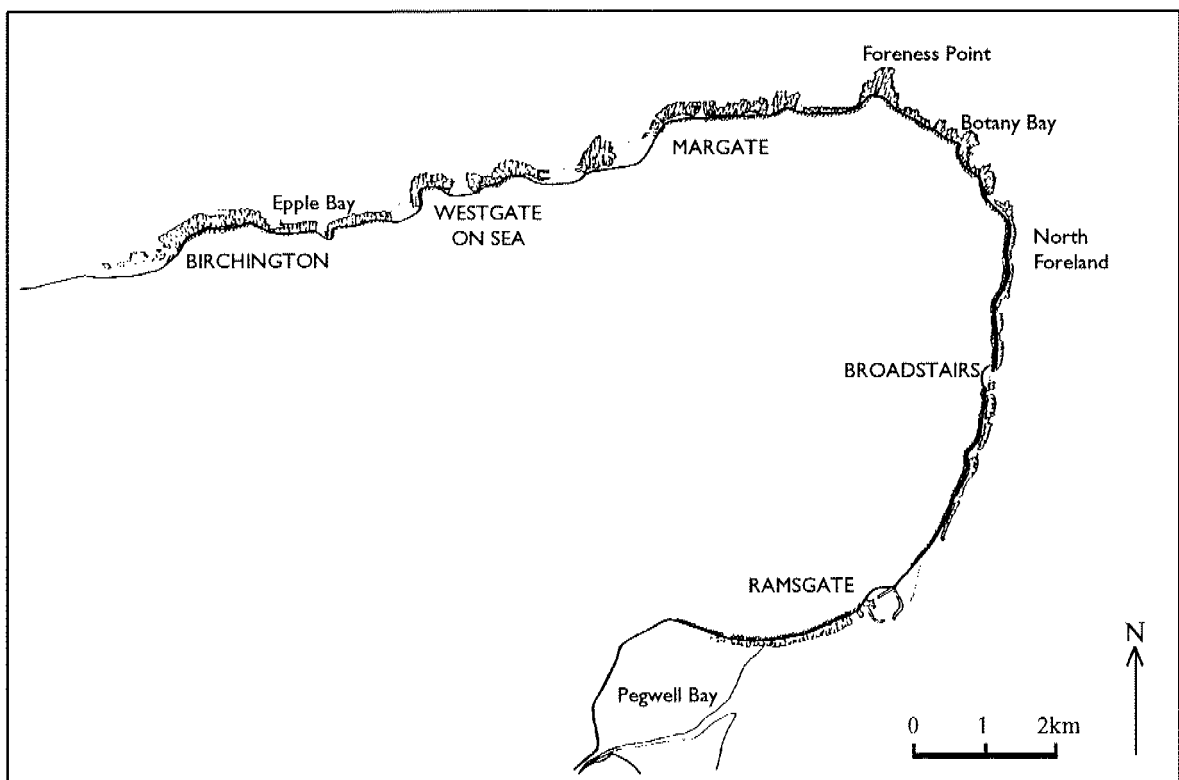 Foreness Point
Botany Bay
MARGATE
Epple Bay
WESTGATE
ON SEA
BIRCHINGTON
North
Foreland
BROADSTAIRS
RAMSGATE
Pegwell Bay
N
0 1 2km